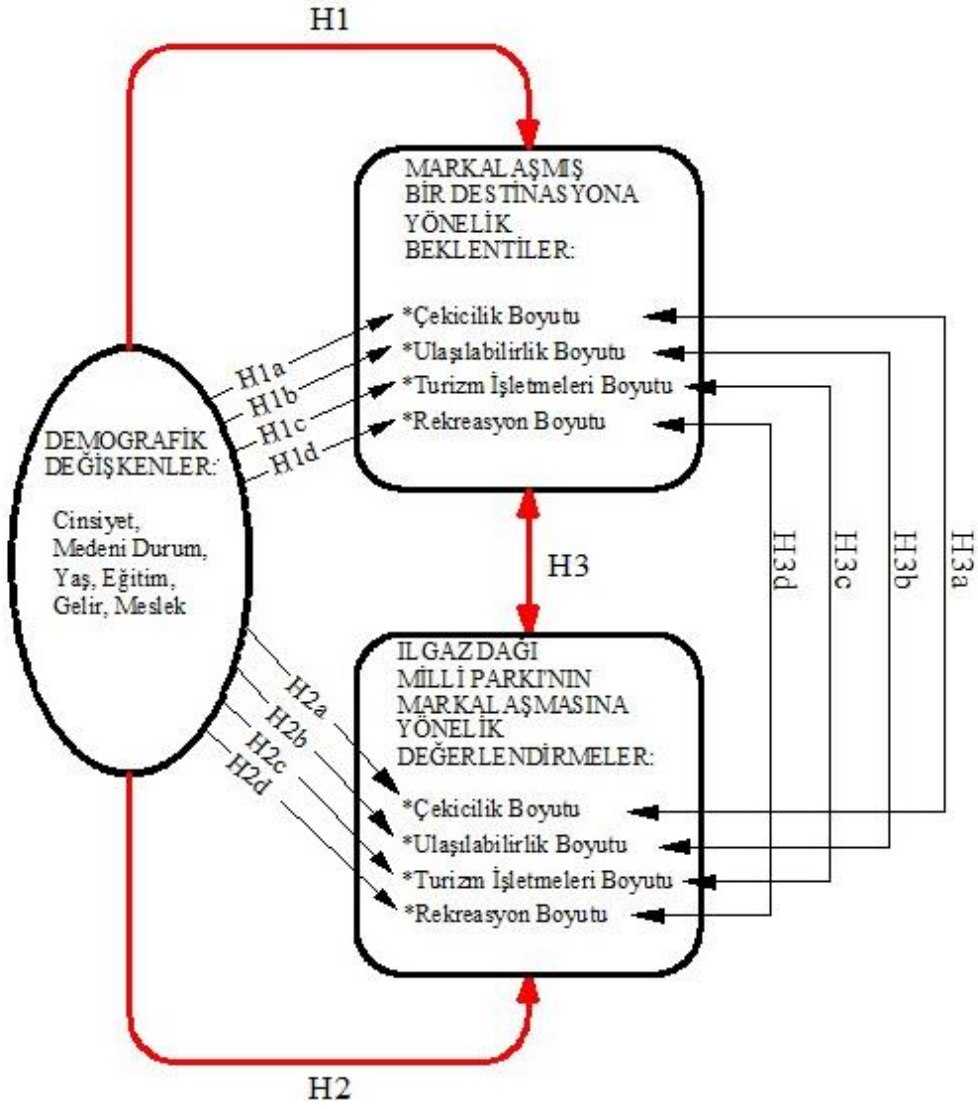 H1
MARKALAŞMIŞ
BİR DESTİNASYONA
YÖNELİK
BEKLENTİLER:
*Çekicilik Boyutu
*Ulaşılabilirlik Boyutu
*Turizm İşletmeleri Boyutu
*Rekreasyon Boyutu
H1a
H1b
H1c
H1d
DEMOGRAFİK
DEĞİŞKENLER:
Cinsiyet,
Medeni Durum,
Yaş, Eğitim,
Gelir, Meslek
H3
H3d
H3c
H3b
H3a
H2a
H2b
H2c
H2d
ILGAZ DAĞI
MİLLİ PARKI'NIN
MARKALAŞMASINA
YÖNELİK
DEĞERLENDİRMELER:
*Çekicilik Boyutu
*Ulaşılabilirlik Boyutu
*Turizm İşletmeleri Boyutu
*Rekreasyon Boyutu
H2